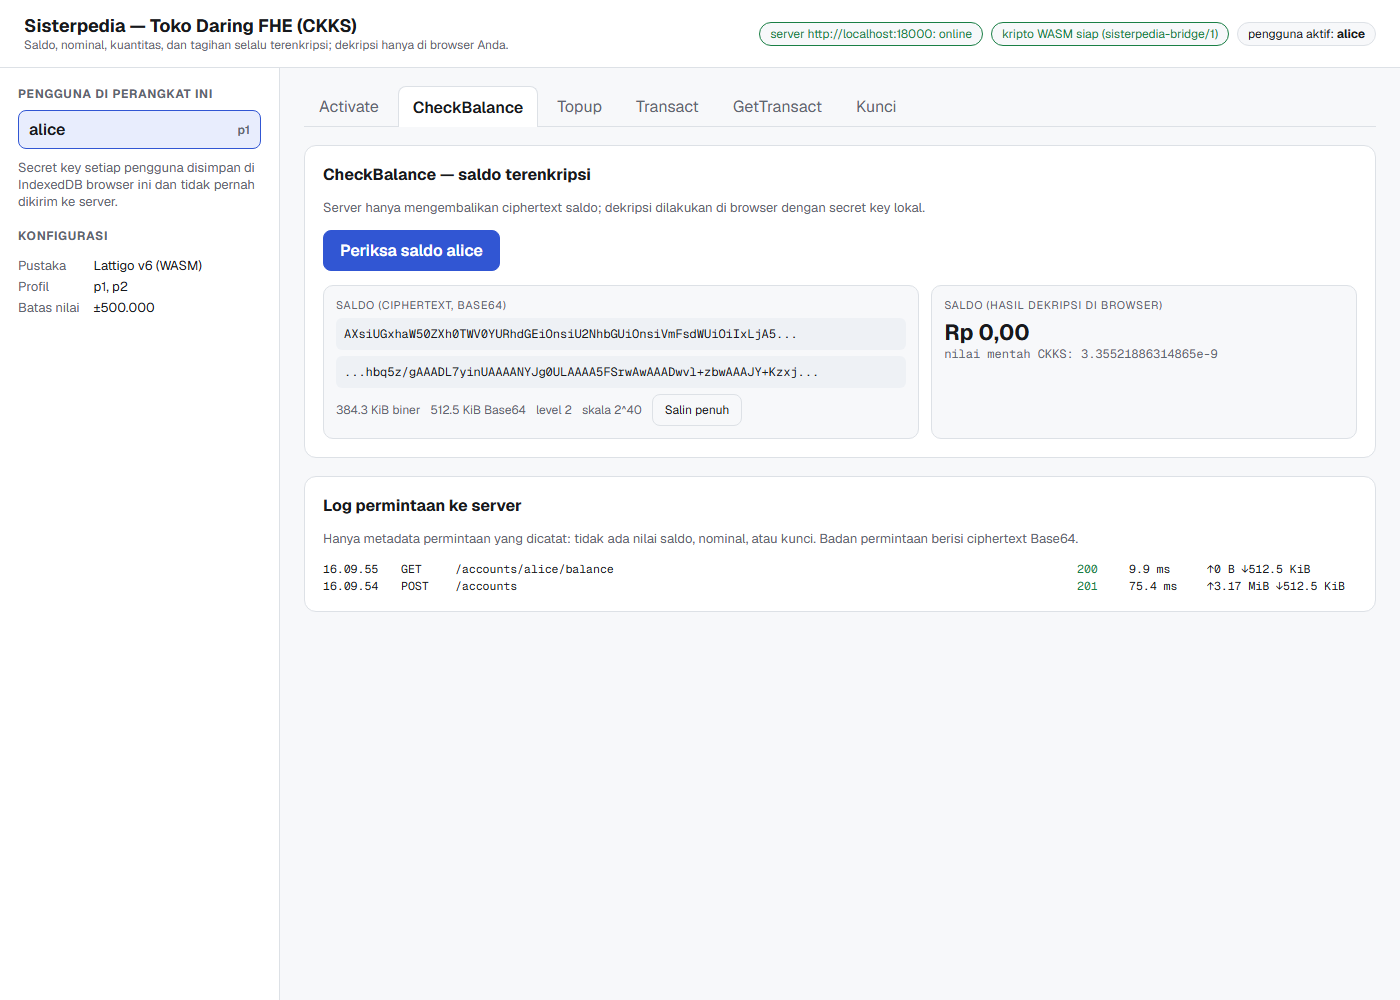 Sisterpedia — Toko Daring FHE (CKKS)
Saldo, nominal, kuantitas, dan tagihan selalu terenkripsi; dekripsi hanya di browser Anda.
server http://localhost:18000: online
kripto WASM siap (sisterpedia-bridge/1)
pengguna aktif: alice
PENGGUNA DI PERANGKAT INI
alice p1
Secret key setiap pengguna disimpan di
IndexedDB browser ini dan tidak pernah
dikirim ke server.
KONFIGURASI
Pustaka Lattigo v6 (WASM)
Profil p1, p2
Batas nilai ±500.000
Activate CheckBalance Topup Transact GetTransact Kunci
CheckBalance — saldo terenkripsi
Server hanya mengembalikan ciphertext saldo; dekripsi dilakukan di browser dengan secret key lokal.
Periksa saldo alice
SALDO (CIPHERTEXT, BASE64)
AXsiUGxhaW50ZXh0TWV0YURhdGEiOnsiU2NhbGUiOnsiVmFsdWUiOiIxLjA5...
...hbq5z/gAAADL7yinUAAAANYJg0ULAAAA5FSrwAwAAADwvl+zbwAAAJY+Kzxj...
384.3 KiB biner 512.5 KiB Base64 level 2 skala 2^40 Salin penuh
SALDO (HASIL DEKRIPSI DI BROWSER)
Rp 0,00
nilai mentah CKKS: 3.35521886314865e-9
Log permintaan ke server
Hanya metadata permintaan yang dicatat: tidak ada nilai saldo, nominal, atau kunci. Badan permintaan berisi ciphertext Base64.
16.09.55 GET /accounts/alice/balance 200 9.9 ms ↑0 B ↓512.5 KiB
16.09.54 POST /accounts 201 75.4 ms ↑3.17 MiB ↓512.5 KiB